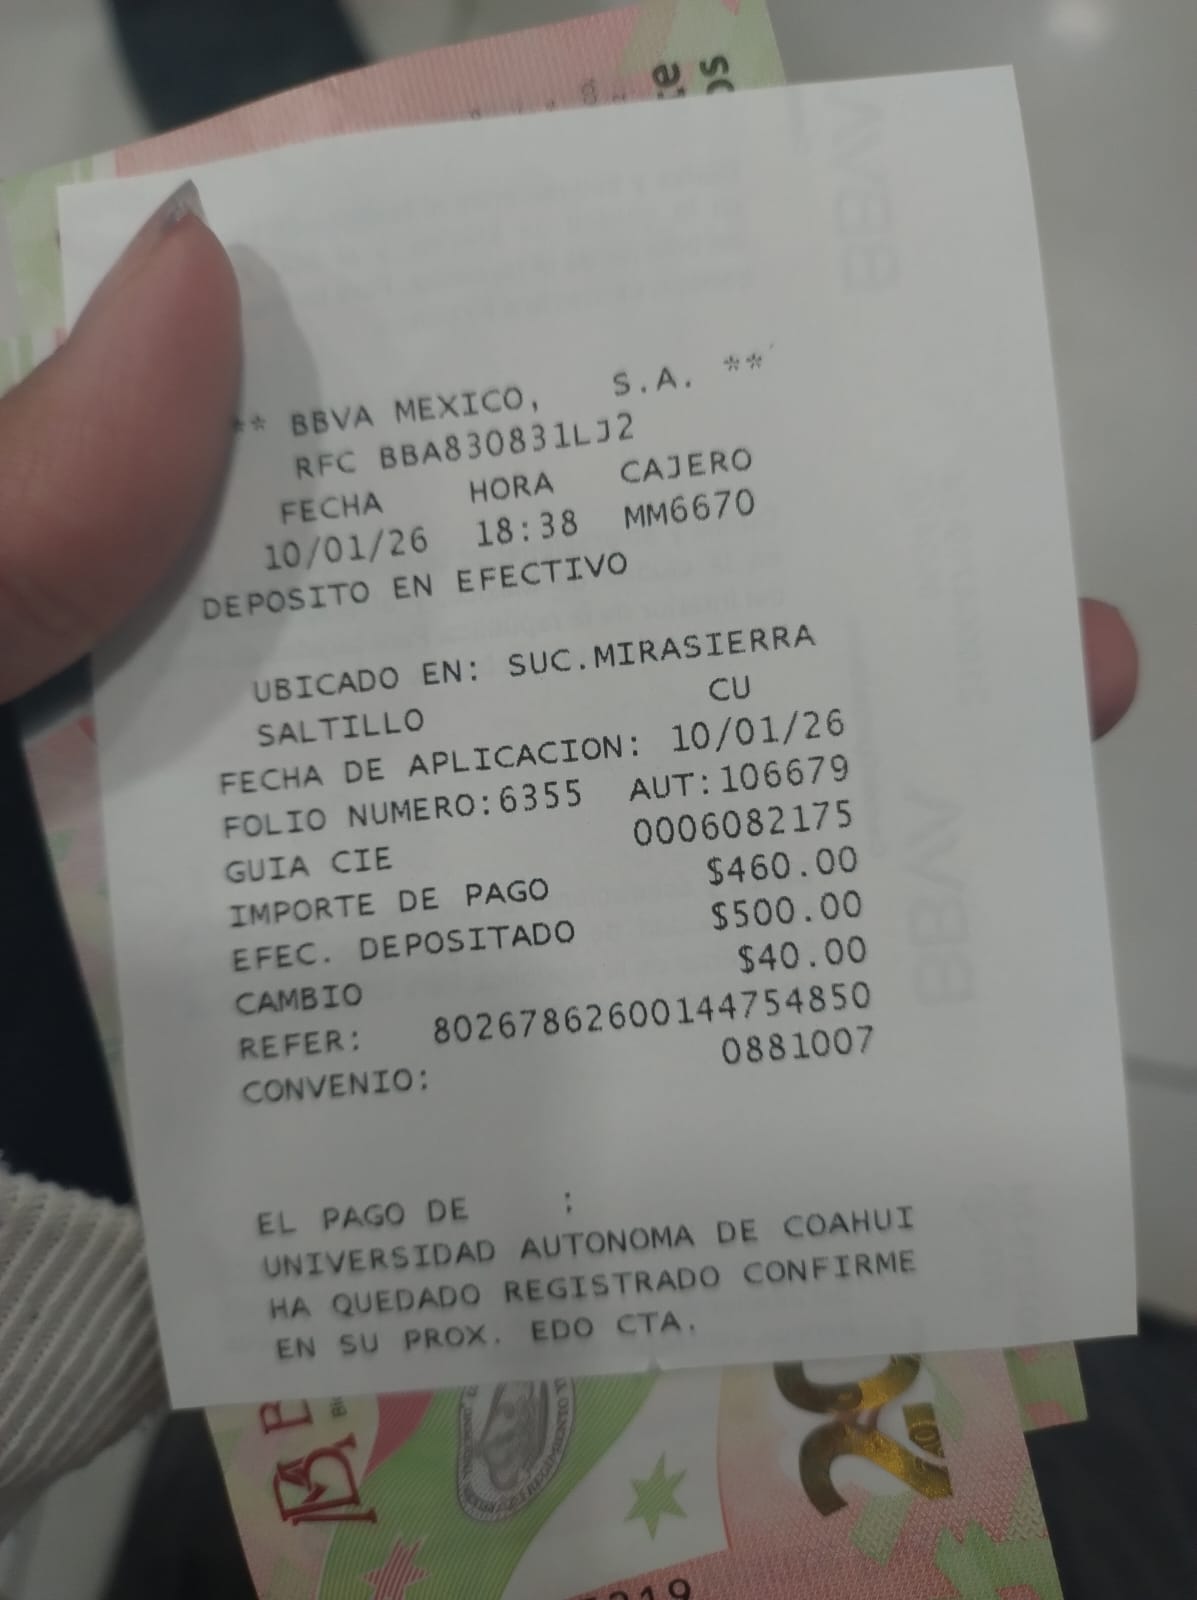 ** BBVA MEXICO, S.A. **
RFC BBA830831LJ2
FECHA HORA CAJERO
10/01/26 18:38 MM6670
DEPOSITO EN EFECTIVO
UBICADO EN: SUC.MIRASIERRA
SALTILLO CU
FECHA DE APLICACION: 10/01/26
FOLIO NUMERO:6355 AUT:106679
GUIA CIE 0006082175
IMPORTE DE PAGO $460.00
EFEC. DEPOSITADO $500.00
CAMBIO $40.00
REFER: 80267862600144754850
CONVENIO: 0881007
EL PAGO DE :
UNIVERSIDAD AUTONOMA DE COAHUI
HA QUEDADO REGISTRADO CONFIRME
EN SU PROX. EDO CTA.